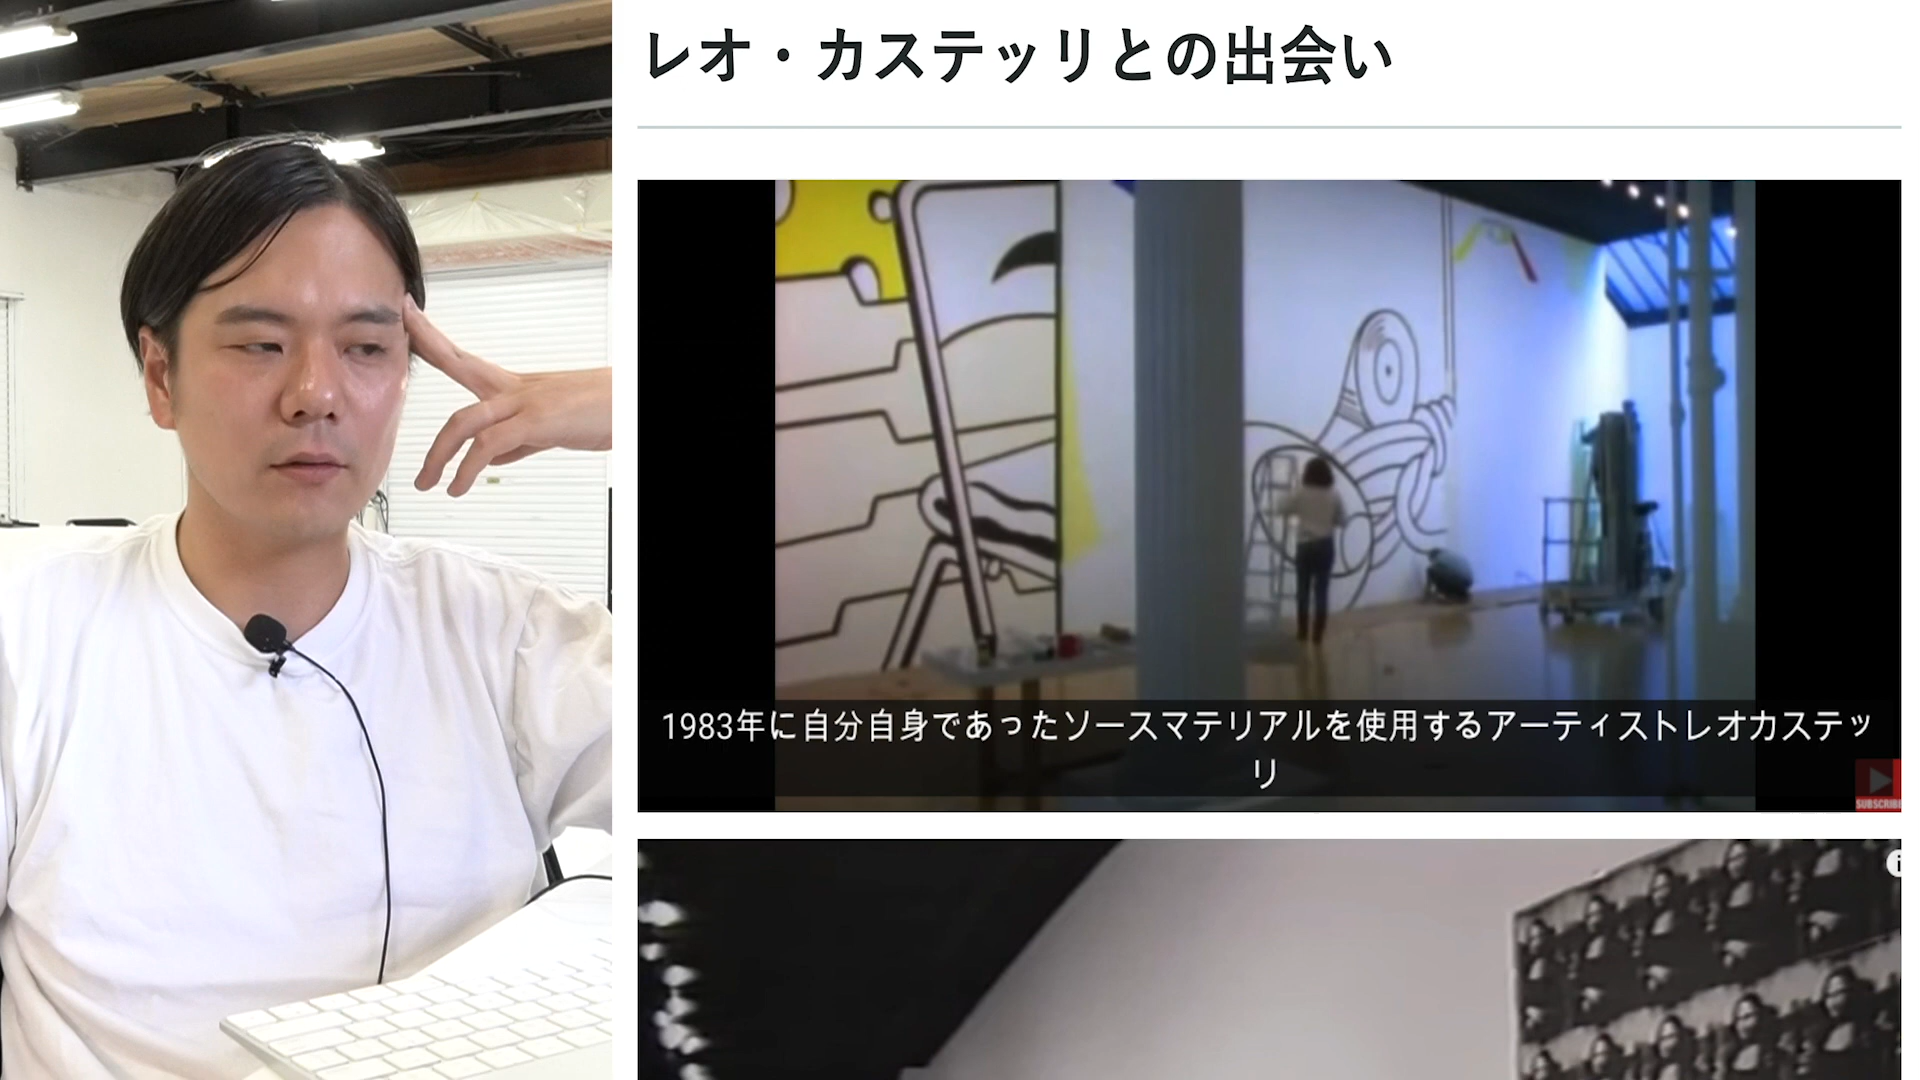 レオ・カステッリとの出会い
1983年に自分自身であったソースマテリアルを使用するアーティストレオカステッ
リ
SUBSCRIBE